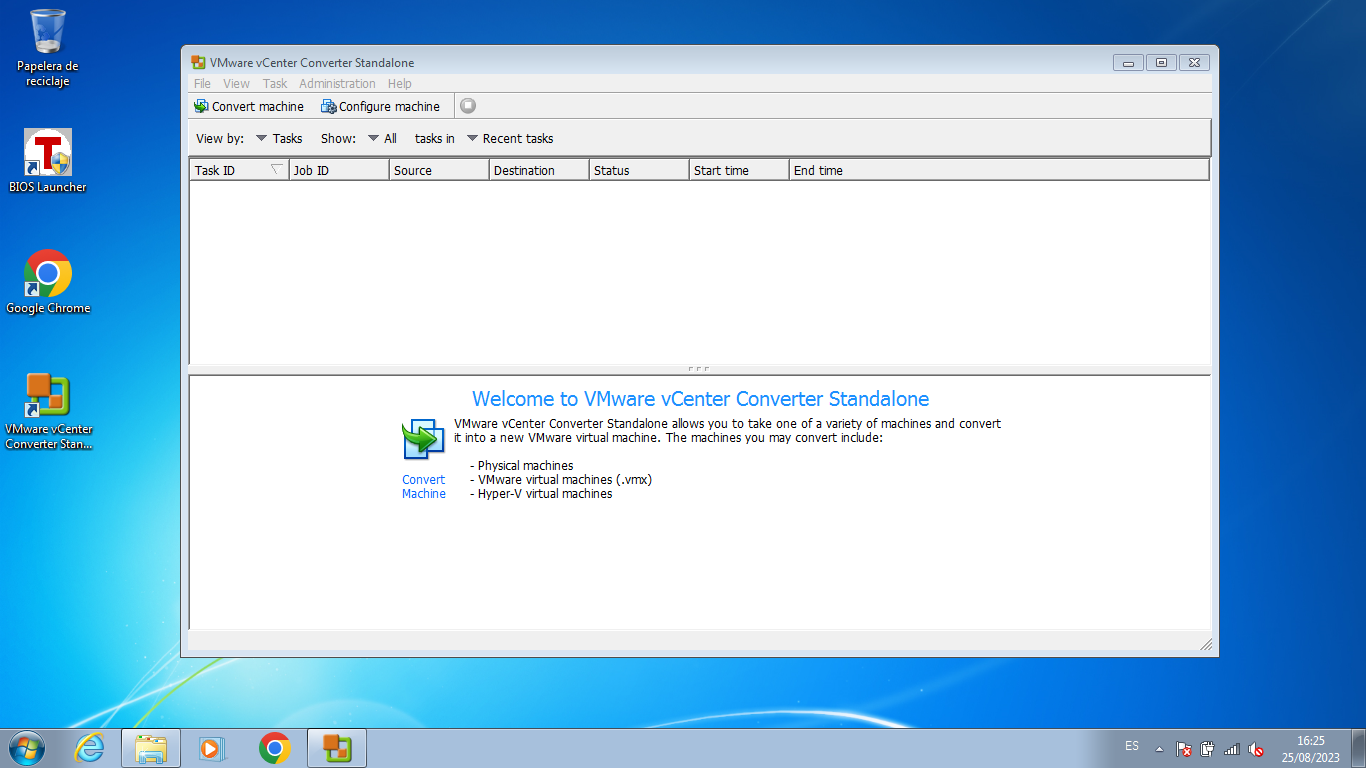 Papelera de
reciclaje
BIOS Launcher
Google Chrome
VMware vCenter
Converter Stan...
VMware vCenter Converter Standalone
File View Task Administration Help
Convert machine Configure machine
View by: Tasks Show: All tasks in Recent tasks
Task ID Job ID Source Destination Status Start time End time
Welcome to VMware vCenter Converter Standalone
VMware vCenter Converter Standalone allows you to take one of a variety of machines and convert
it into a new VMware virtual machine. The machines you may convert include:
- Physical machines
- VMware virtual machines (.vmx)
- Hyper-V virtual machines
Convert
Machine
ES
16:25
25/08/2023